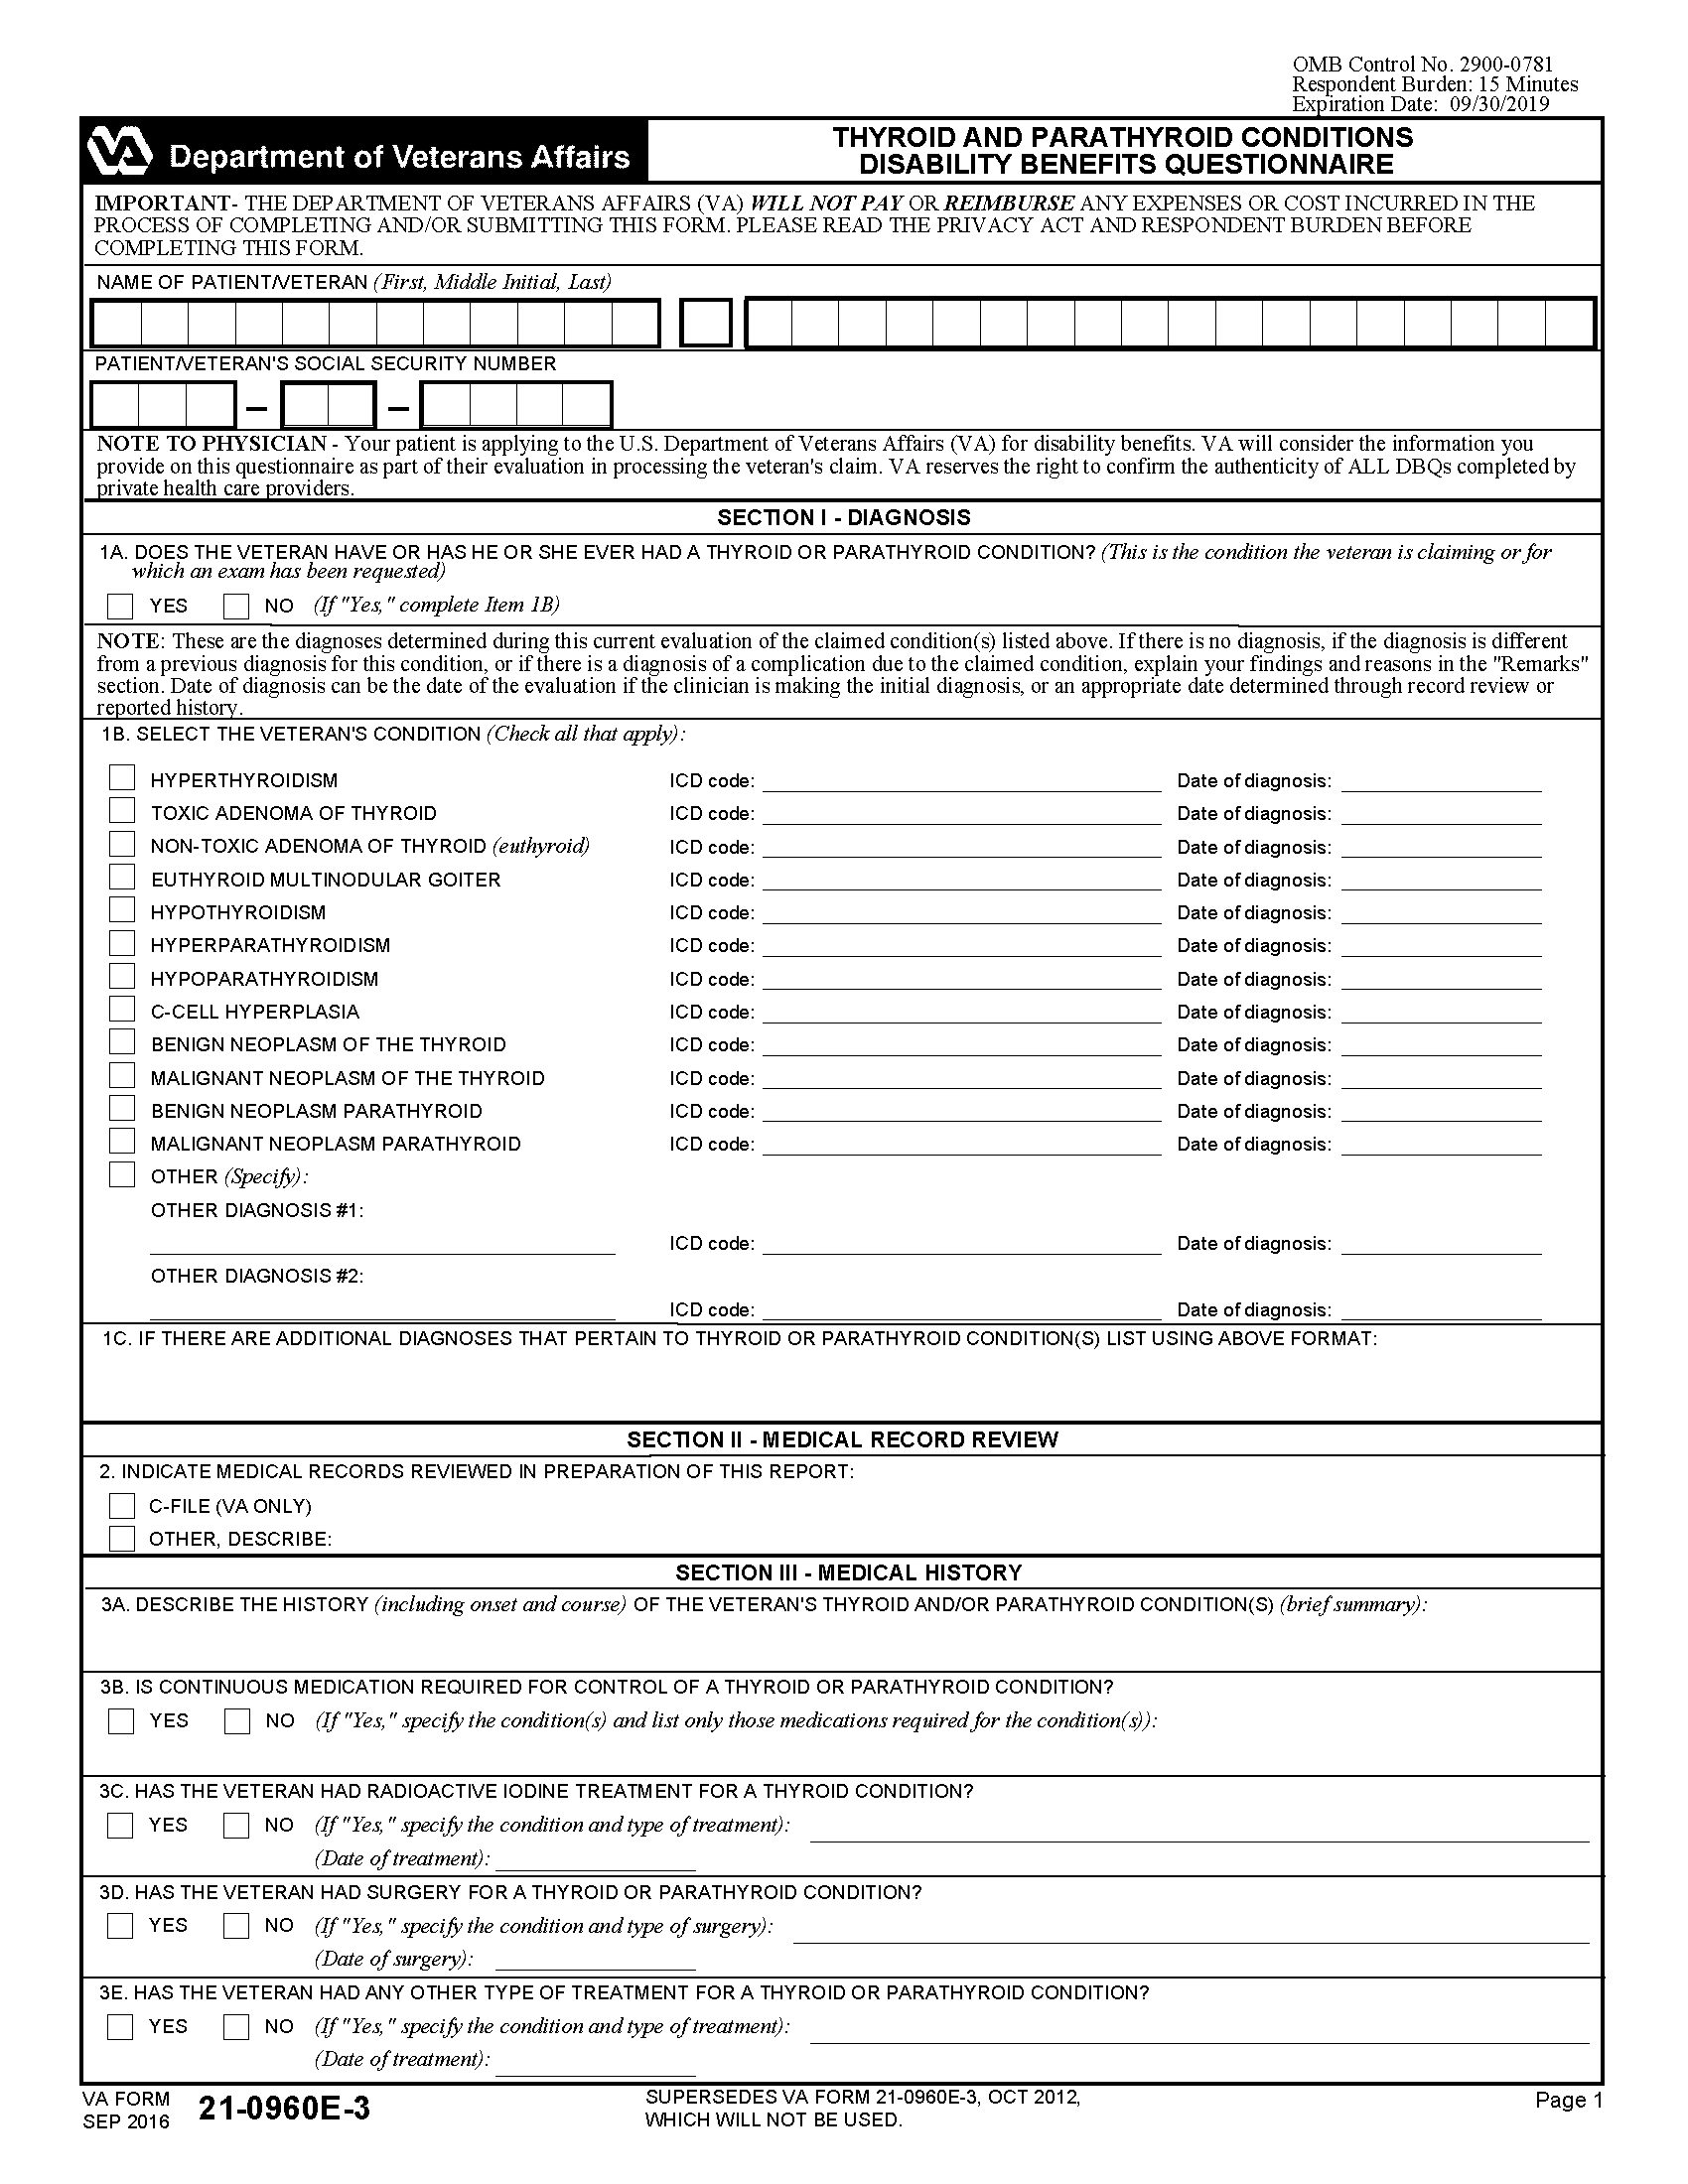 OMB Control No. 2900-0781
Respondent Burden: 15 Minutes
Expiration Date: 09/30/2019
VA Department of Veterans Affairs
THYROID AND PARATHYROID CONDITIONS
DISABILITY BENEFITS QUESTIONNAIRE
IMPORTANT- THE DEPARTMENT OF VETERANS AFFAIRS (VA) WILL NOT PAY OR REIMBURSE ANY EXPENSES OR COST INCURRED IN THE
PROCESS OF COMPLETING AND/OR SUBMITTING THIS FORM. PLEASE READ THE PRIVACY ACT AND RESPONDENT BURDEN BEFORE
COMPLETING THIS FORM.
NAME OF PATIENT/VETERAN (First, Middle Initial, Last)
PATIENT/VETERAN'S SOCIAL SECURITY NUMBER
– –
NOTE TO PHYSICIAN - Your patient is applying to the U.S. Department of Veterans Affairs (VA) for disability benefits. VA will consider the information you
provide on this questionnaire as part of their evaluation in processing the veteran's claim. VA reserves the right to confirm the authenticity of ALL DBQs completed by
private health care providers.
SECTION I - DIAGNOSIS
1A. DOES THE VETERAN HAVE OR HAS HE OR SHE EVER HAD A THYROID OR PARATHYROID CONDITION? (This is the condition the veteran is claiming or for
which an exam has been requested)
YES NO (If "Yes," complete Item 1B)
NOTE: These are the diagnoses determined during this current evaluation of the claimed condition(s) listed above. If there is no diagnosis, if the diagnosis is different
from a previous diagnosis for this condition, or if there is a diagnosis of a complication due to the claimed condition, explain your findings and reasons in the "Remarks"
section. Date of diagnosis can be the date of the evaluation if the clinician is making the initial diagnosis, or an appropriate date determined through record review or
reported history.
1B. SELECT THE VETERAN'S CONDITION (Check all that apply):
HYPERTHYROIDISM ICD code: Date of diagnosis:
TOXIC ADENOMA OF THYROID ICD code: Date of diagnosis:
NON-TOXIC ADENOMA OF THYROID (euthyroid) ICD code: Date of diagnosis:
EUTHYROID MULTINODULAR GOITER ICD code: Date of diagnosis:
HYPOTHYROIDISM ICD code: Date of diagnosis:
HYPERPARATHYROIDISM ICD code: Date of diagnosis:
HYPOPARATHYROIDISM ICD code: Date of diagnosis:
C-CELL HYPERPLASIA ICD code: Date of diagnosis:
BENIGN NEOPLASM OF THE THYROID ICD code: Date of diagnosis:
MALIGNANT NEOPLASM OF THE THYROID ICD code: Date of diagnosis:
BENIGN NEOPLASM PARATHYROID ICD code: Date of diagnosis:
MALIGNANT NEOPLASM PARATHYROID ICD code: Date of diagnosis:
OTHER (Specify):
OTHER DIAGNOSIS #1:
ICD code: Date of diagnosis:
OTHER DIAGNOSIS #2:
ICD code: Date of diagnosis:
1C. IF THERE ARE ADDITIONAL DIAGNOSES THAT PERTAIN TO THYROID OR PARATHYROID CONDITION(S) LIST USING ABOVE FORMAT:
SECTION II - MEDICAL RECORD REVIEW
2. INDICATE MEDICAL RECORDS REVIEWED IN PREPARATION OF THIS REPORT:
C-FILE (VA ONLY)
OTHER, DESCRIBE:
SECTION III - MEDICAL HISTORY
3A. DESCRIBE THE HISTORY (including onset and course) OF THE VETERAN'S THYROID AND/OR PARATHYROID CONDITION(S) (brief summary):
3B. IS CONTINUOUS MEDICATION REQUIRED FOR CONTROL OF A THYROID OR PARATHYROID CONDITION?
YES NO (If "Yes," specify the condition(s) and list only those medications required for the condition(s)):
3C. HAS THE VETERAN HAD RADIOACTIVE IODINE TREATMENT FOR A THYROID CONDITION?
YES NO (If "Yes," specify the condition and type of treatment):
(Date of treatment):
3D. HAS THE VETERAN HAD SURGERY FOR A THYROID OR PARATHYROID CONDITION?
YES NO (If "Yes," specify the condition and type of surgery):
(Date of surgery):
3E. HAS THE VETERAN HAD ANY OTHER TYPE OF TREATMENT FOR A THYROID OR PARATHYROID CONDITION?
YES NO (If "Yes," specify the condition and type of treatment):
(Date of treatment):
VA FORM
SEP 2016 21-0960E-3
SUPERSEDES VA FORM 21-0960E-3, OCT 2012,
WHICH WILL NOT BE USED.
Page 1